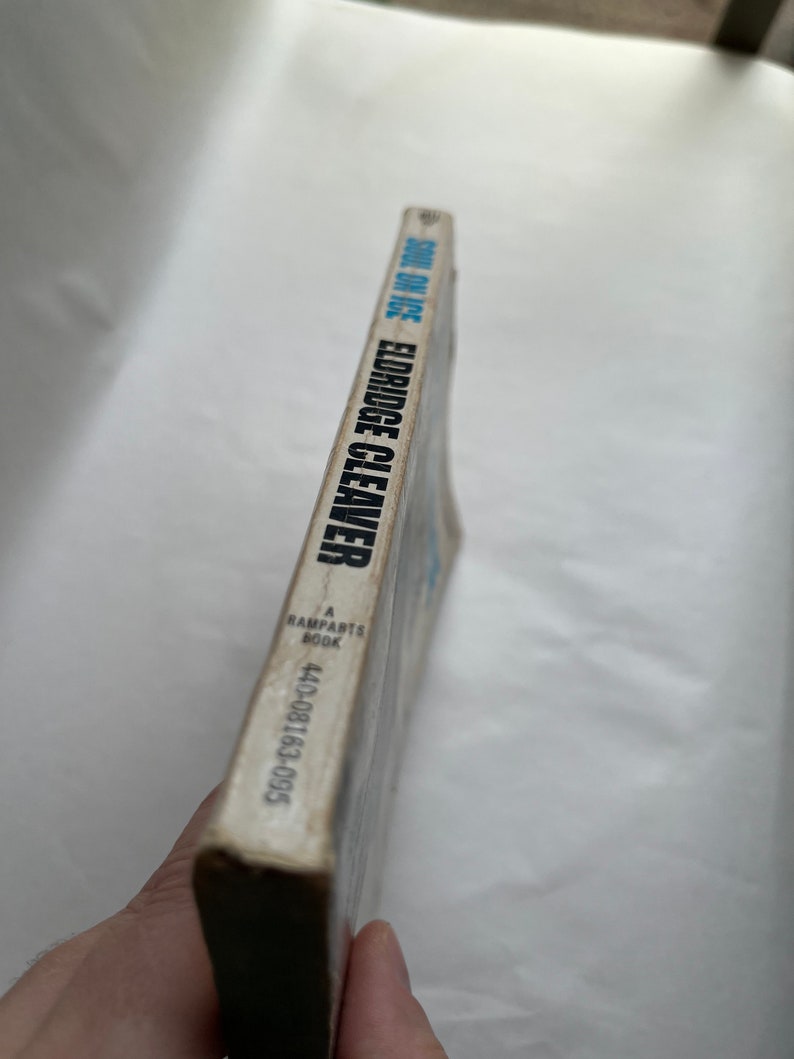 SOUL ON ICE
ELDRIDGE CLEAVER
A
RAMPARTS
BOOK
440-08163-095